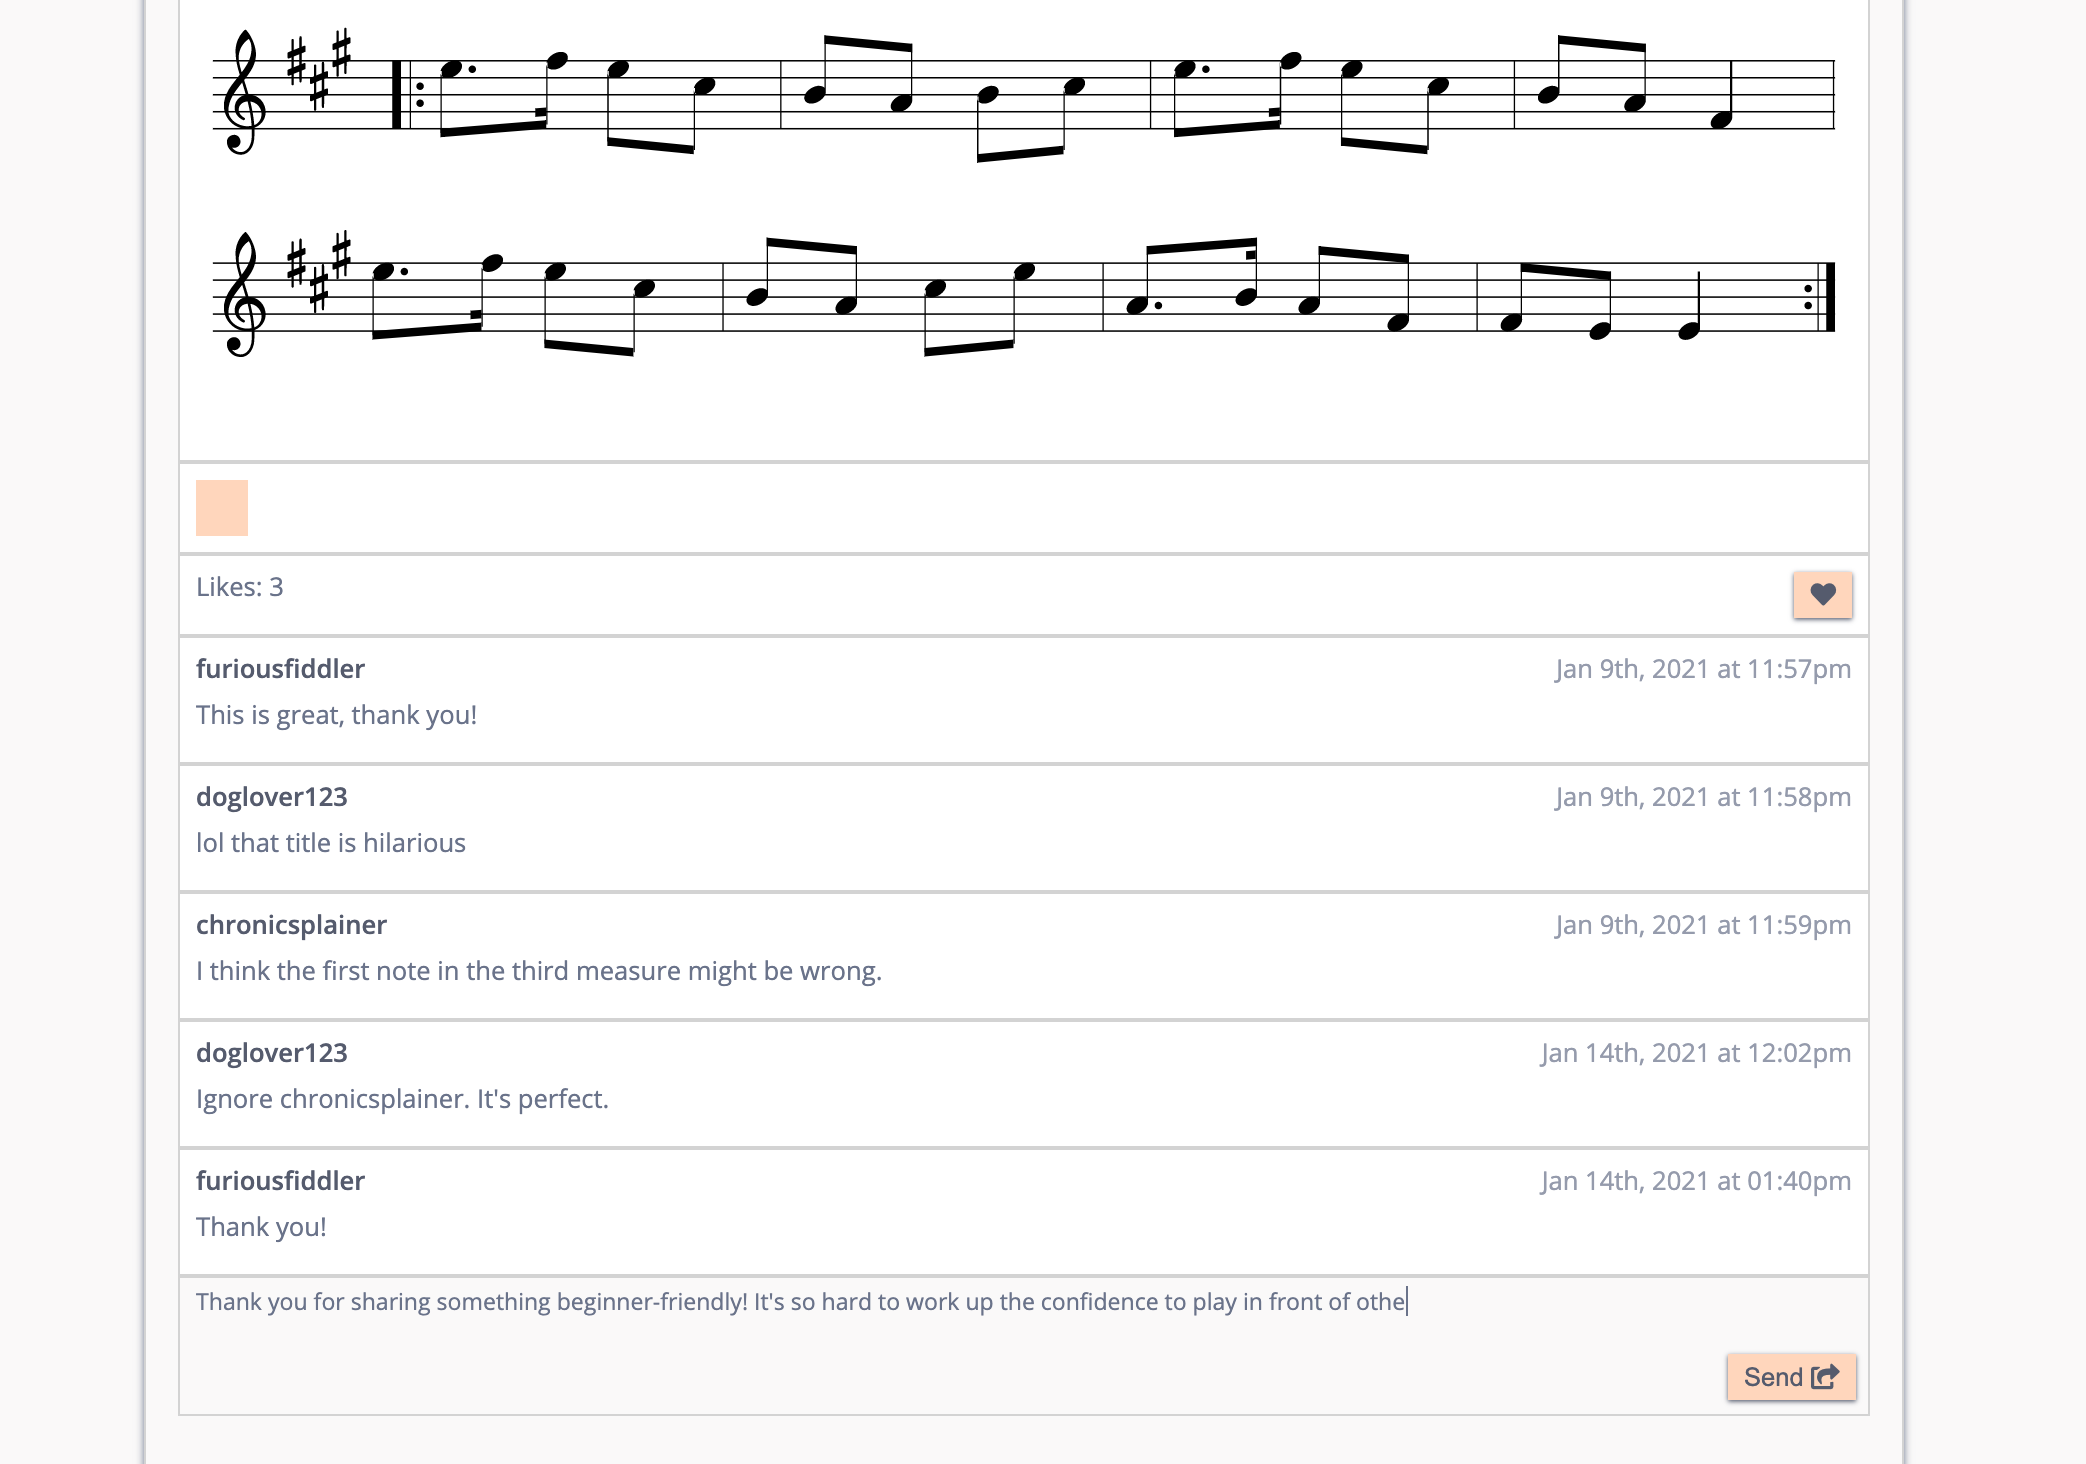 Likes: 3
furiousfiddler Jan 9th, 2021 at 11:57pm
This is great, thank you!
doglover123 Jan 9th, 2021 at 11:58pm
lol that title is hilarious
chronicsplainer Jan 9th, 2021 at 11:59pm
I think the first note in the third measure might be wrong.
doglover123 Jan 14th, 2021 at 12:02pm
Ignore chronicsplainer. It's perfect.
furiousfiddler Jan 14th, 2021 at 01:40pm
Thank you!
Thank you for sharing something beginner-friendly! It's so hard to work up the confidence to play in front of othe
Send